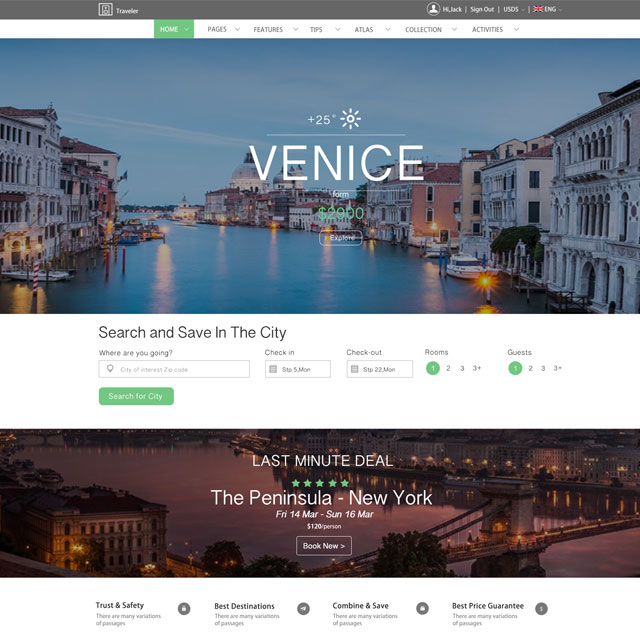 Traveler
Hi,Jack | Sign Out | USD$ | ENG
HOME PAGES FEATURES TIPS ATLAS COLLECTION ACTIVITIES
+25°
VENICE
form
$2900
Explore
Search and Save In The City
Where are you going? Check in Check-out Rooms Guests
City of interest Zip code Stp 5,Mon Stp 22,Mon 1 2 3 3+ 1 2 3 3+
Search for City
LAST MINUTE DEAL
The Peninsula - New York
Fri 14 Mar - Sun 16 Mar
$120/person
Book New >
Trust & Safety Best Destinations Combine & Save Best Price Guarantee
There are many variations There are many variations There are many variations There are many variations
of passages of passages of passages of passages
$